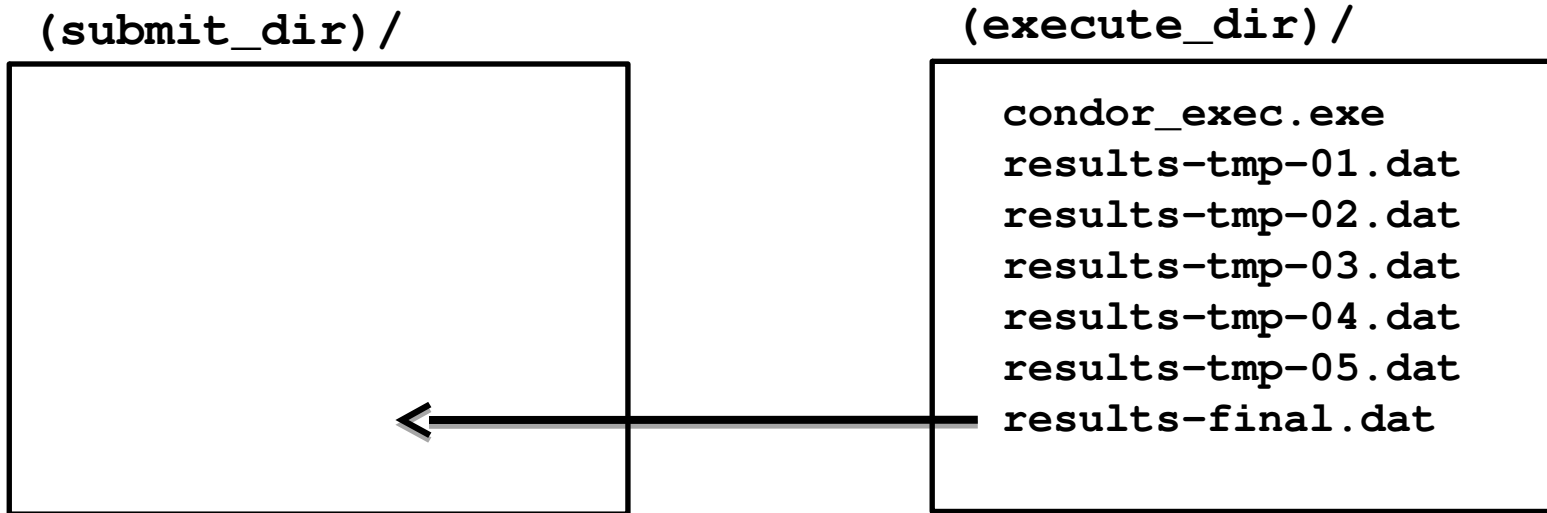 (submit_dir)/
(execute_dir)/
condor_exec.exe
results-tmp-01.dat
results-tmp-02.dat
results-tmp-03.dat
results-tmp-04.dat
results-tmp-05.dat
results-final.dat